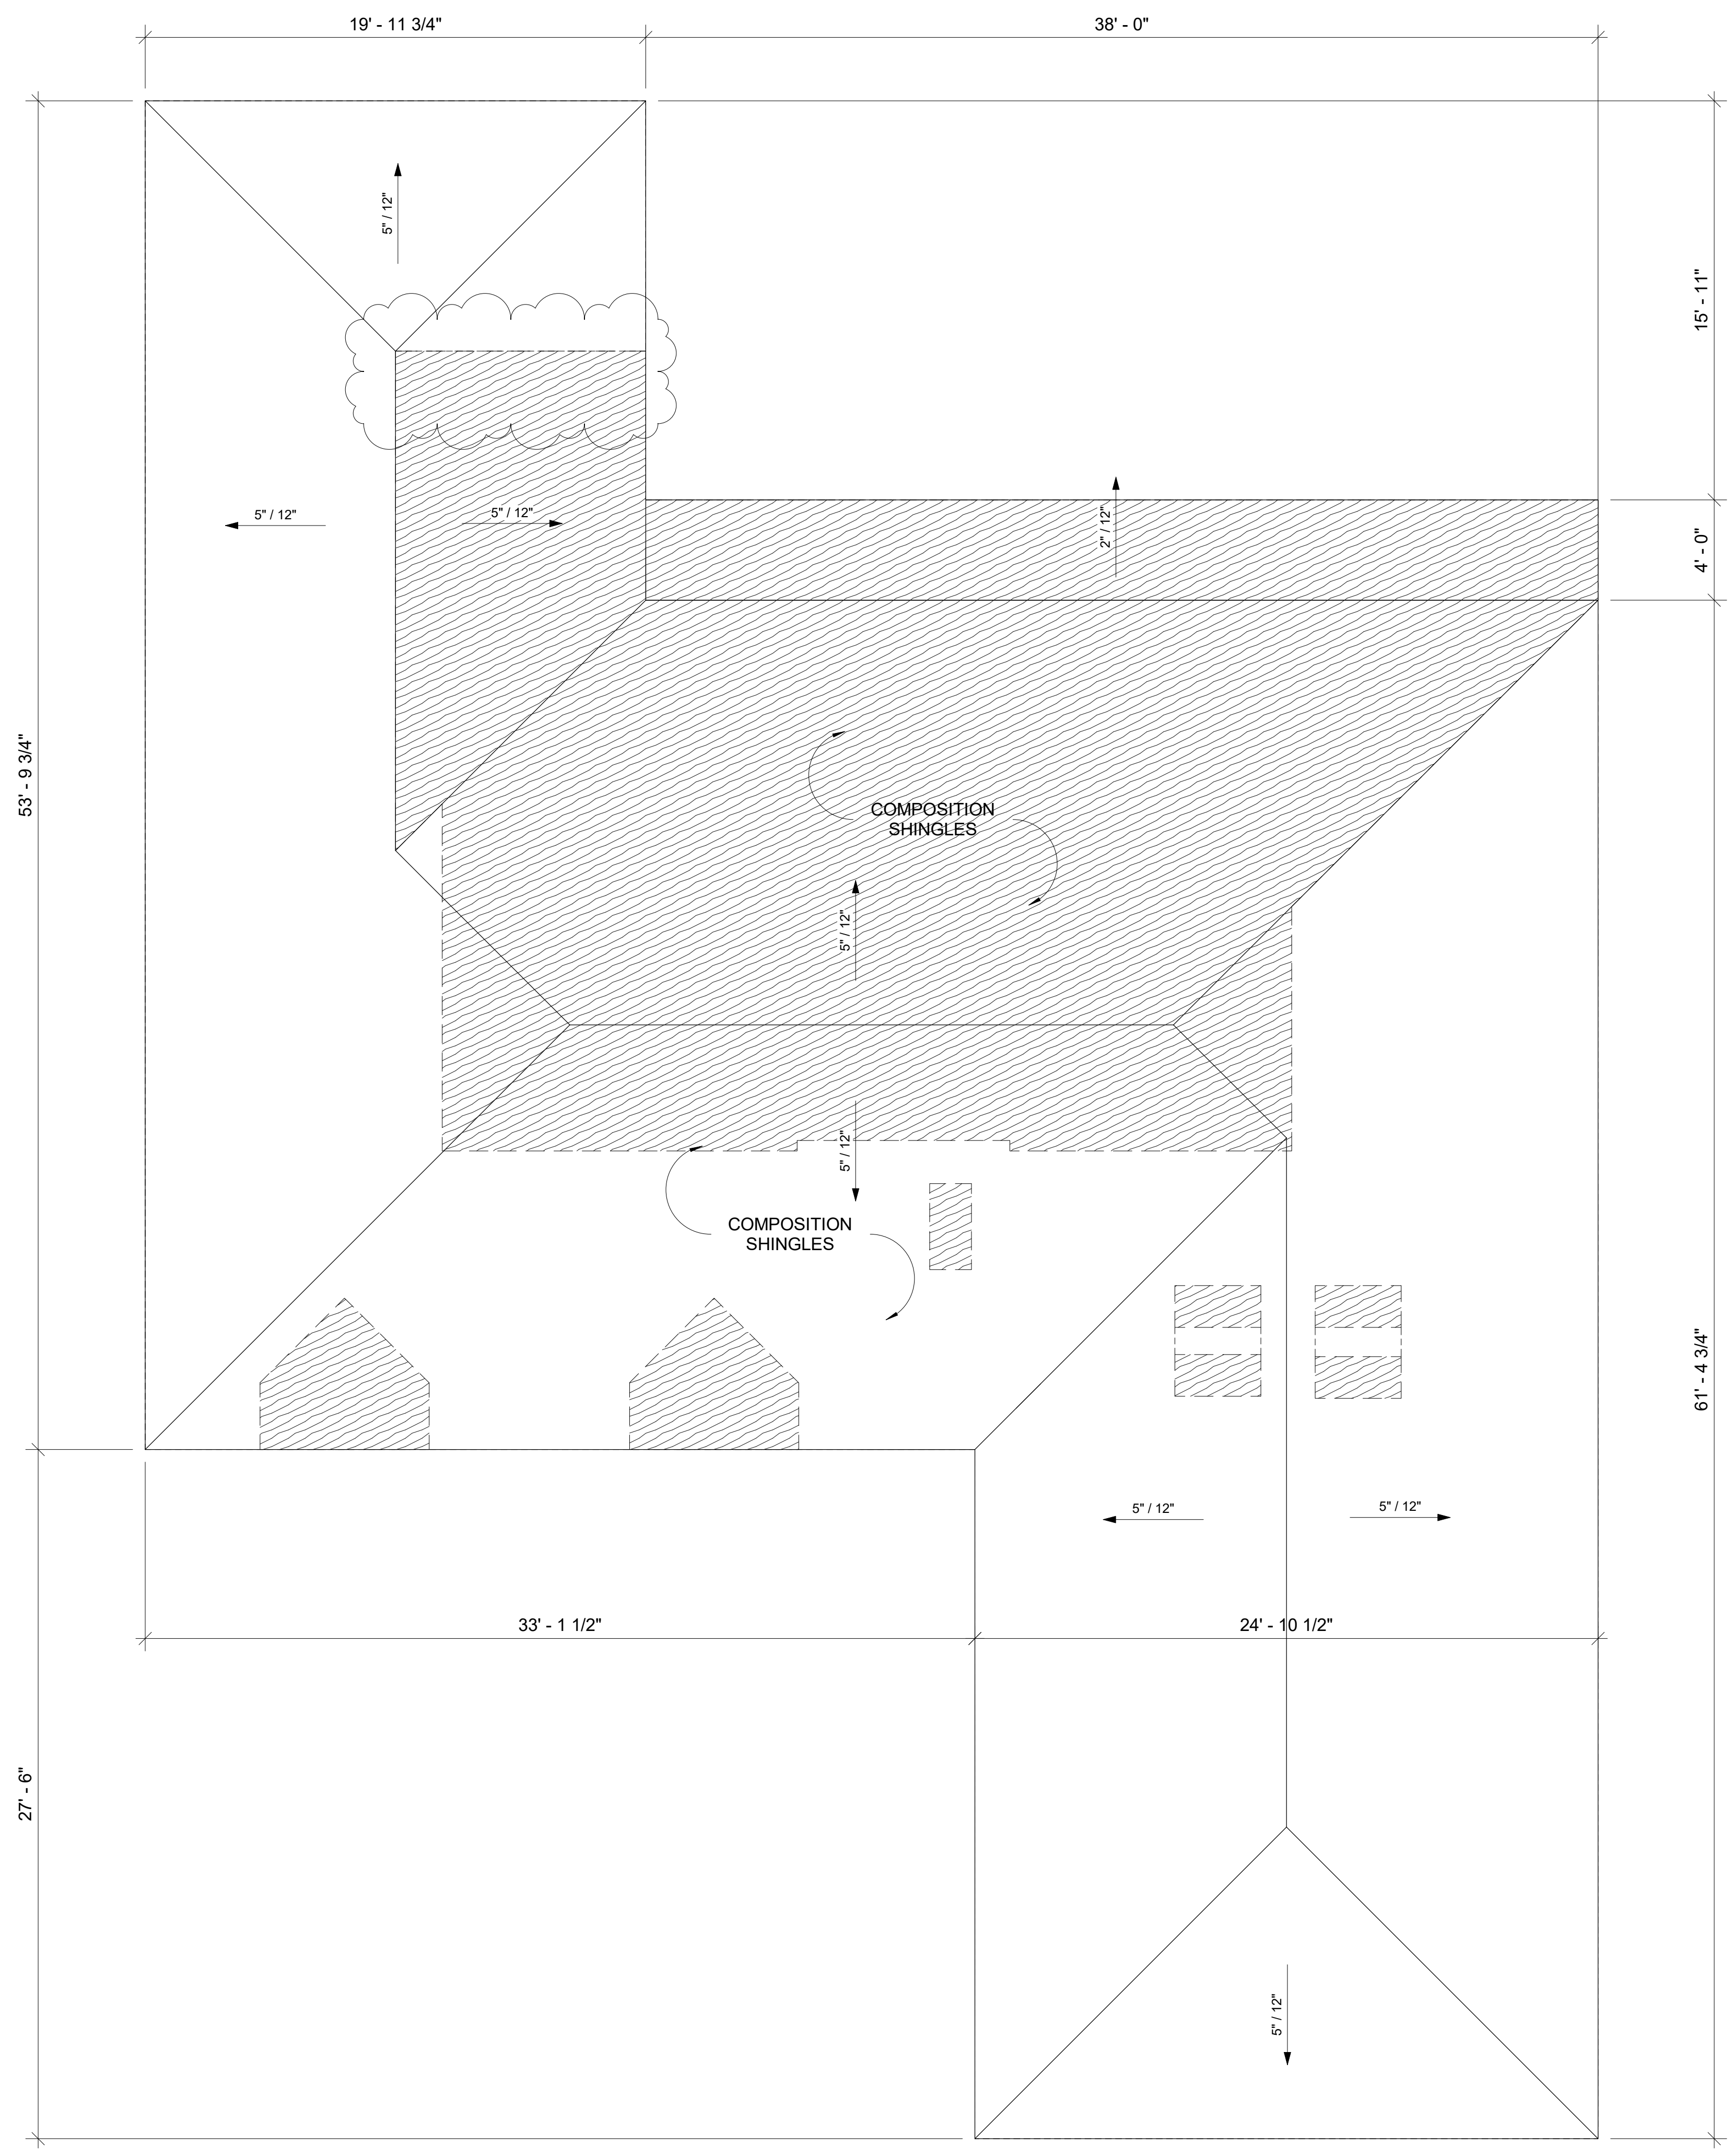 19' - 11 3/4"
38' - 0"
5" / 12"
15' - 11"
5" / 12"
5" / 12"
2" / 12"
4' - 0"
53' - 9 3/4"
COMPOSITION
SHINGLES
5" / 12"
5" / 12"
COMPOSITION
SHINGLES
61' - 4 3/4"
5" / 12"
5" / 12"
33' - 1 1/2"
24' - 10 1/2"
27' - 6"
5" / 12"